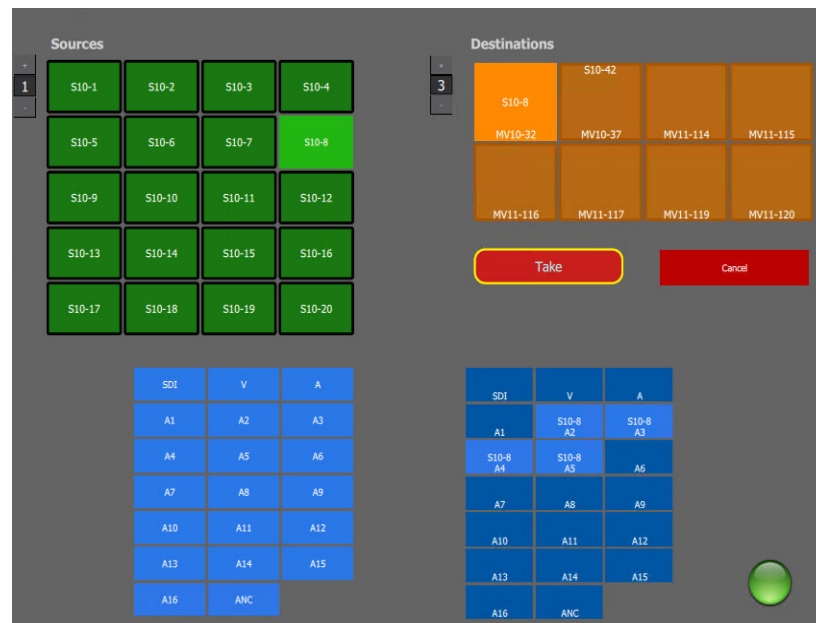 Sources
+
1
-
S10-1 S10-2 S10-3 S10-4
S10-5 S10-6 S10-7 S10-8
S10-9 S10-10 S10-11 S10-12
S10-13 S10-14 S10-15 S10-16
S10-17 S10-18 S10-19 S10-20
Destinations
+
3
-
S10-42
S10-8
MV10-32 MV10-37 MV11-114 MV11-115
MV11-116 MV11-117 MV11-119 MV11-120
Take Cancel
SDI V A
A1 A2 A3
A4 A5 A6
A7 A8 A9
A10 A11 A12
A13 A14 A15
A16 ANC
SDI V A
S10-8 S10-8
A1 A2 A3
S10-8 S10-8
A4 A5 A6
A7 A8 A9
A10 A11 A12
A13 A14 A15
A16 ANC